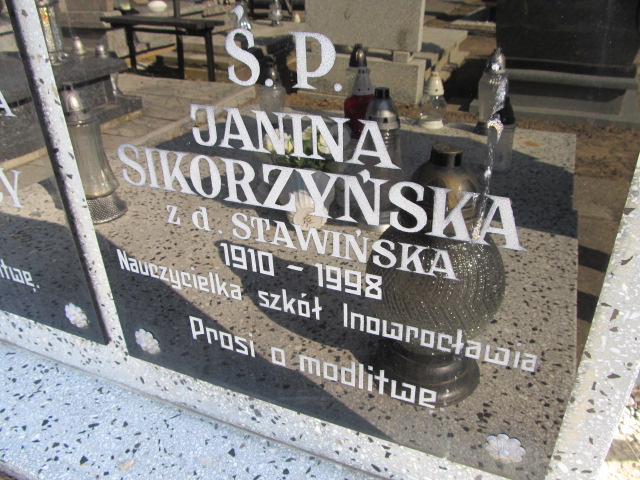 Ś. P.
JANINA
SIKORZYŃSKA
z d. STAWIŃSKA
1910 - 1998
Nauczycielka szkół Inowrocławia
Prosi o modlitwę